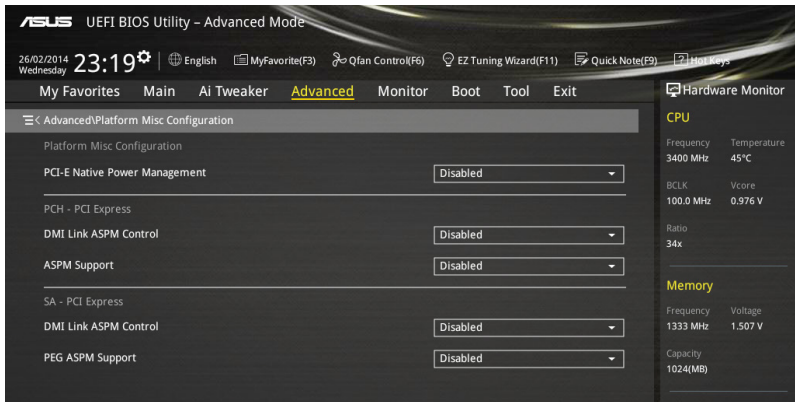 ASUS UEFI BIOS Utility – Advanced Mode
26/02/2014
Wednesday
23:19
English
MyFavorite(F3)
Qfan Control(F6)
EZ Tuning Wizard(F11)
Quick Note(F9)
? Hot Keys
My Favorites
Main
Ai Tweaker
Advanced
Monitor
Boot
Tool
Exit
Advanced\Platform Misc Configuration
Platform Misc Configuration
PCI-E Native Power Management Disabled
PCH - PCI Express
DMI Link ASPM Control Disabled
ASPM Support Disabled
SA - PCI Express
DMI Link ASPM Control Disabled
PEG ASPM Support Disabled
Hardware Monitor
CPU
Frequency Temperature
3400 MHz 45°C
BCLK Vcore
100.0 MHz 0.976 V
Ratio
34x
Memory
Frequency Voltage
1333 MHz 1.507 V
Capacity
1024(MB)